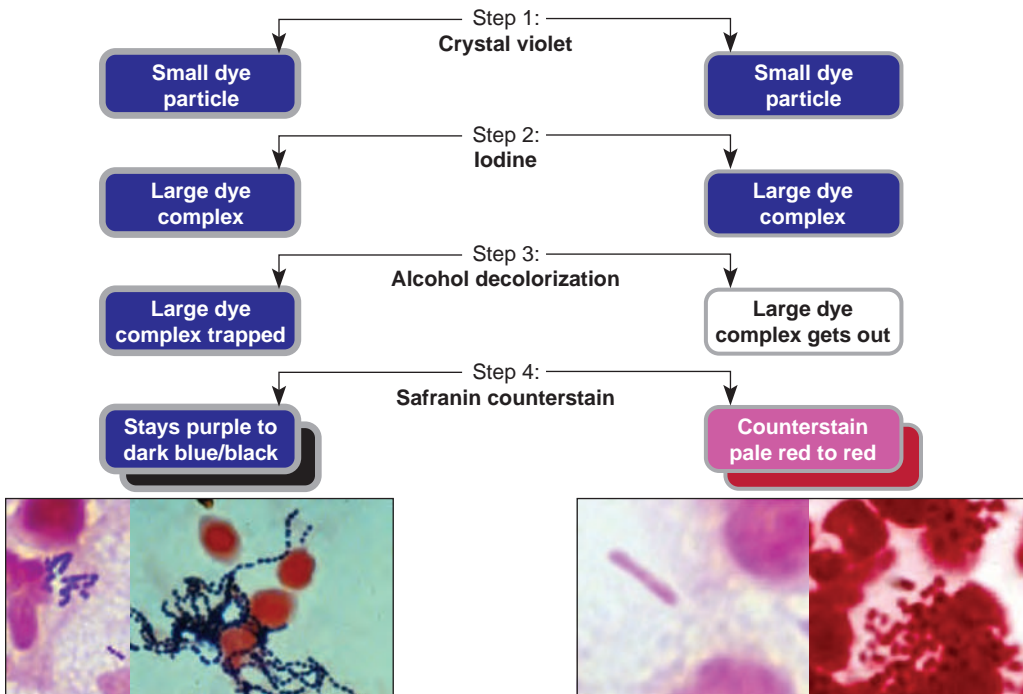 Step 1:
Crystal violet
Small dye
particle
Small dye
particle
Step 2:
Iodine
Large dye
complex
Large dye
complex
Step 3:
Alcohol decolorization
Large dye
complex trapped
Large dye
complex gets out
Step 4:
Safranin counterstain
Stays purple to
dark blue/black
Counterstain
pale red to red